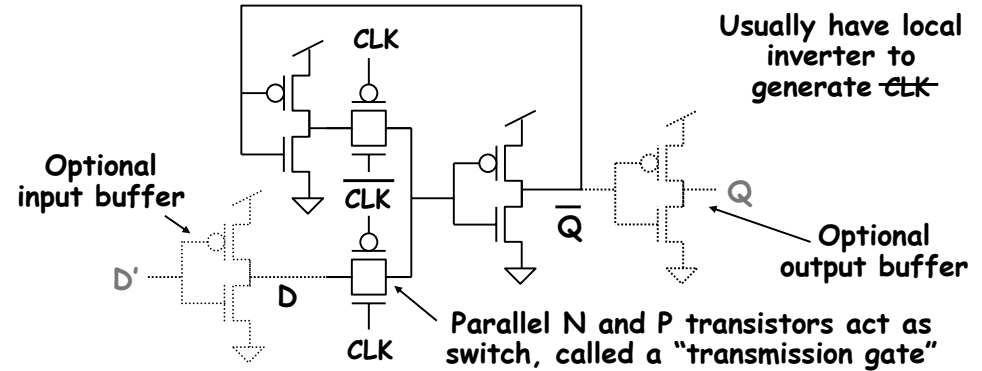 CLK
Usually have local
inverter to
generate CLK
Optional
input buffer
CLK
D'
D
Q
Q
Optional
output buffer
CLK
Parallel N and P transistors act as
switch, called a “transmission gate”